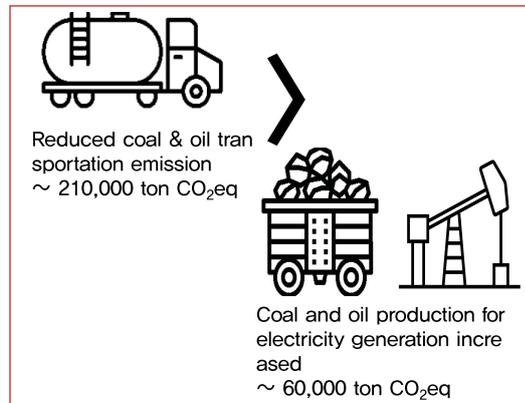 Reduced coal & oil tran
sportation emission
～ 210,000 ton CO₂eq
Coal and oil production for
electricity generation incre
ased
～ 60,000 ton CO₂eq